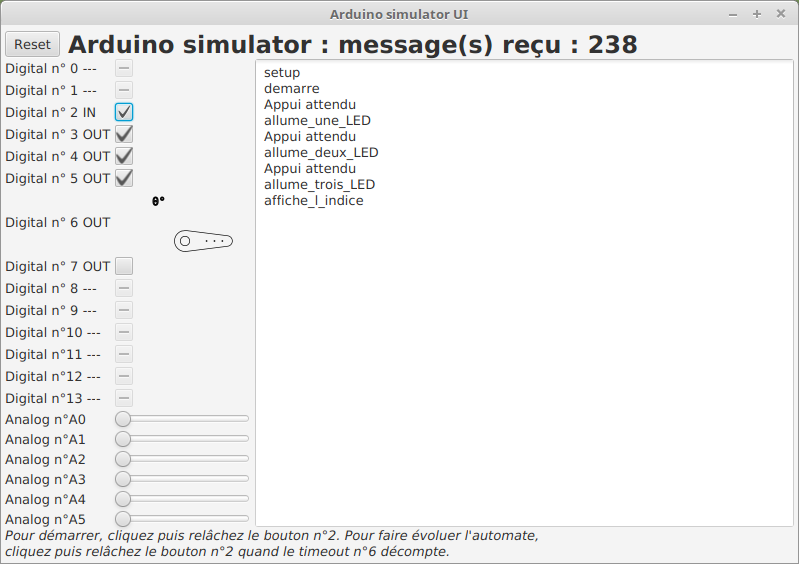 Arduino simulator UI
Reset
Arduino simulator : message(s) reçu : 238
Digital n° 0 ---
Digital n° 1 ---
Digital n° 2 IN
Digital n° 3 OUT
Digital n° 4 OUT
Digital n° 5 OUT
0°
Digital n° 6 OUT
Digital n° 7 OUT
Digital n° 8 ---
Digital n° 9 ---
Digital n°10 ---
Digital n°11 ---
Digital n°12 ---
Digital n°13 ---
Analog n°A0
Analog n°A1
Analog n°A2
Analog n°A3
Analog n°A4
Analog n°A5
setup
demarre
Appui attendu
allume_une_LED
Appui attendu
allume_deux_LED
Appui attendu
allume_trois_LED
affiche_l_indice
Pour démarrer, cliquez puis relâchez le bouton n°2. Pour faire évoluer l'automate,
cliquez puis relâchez le bouton n°2 quand le timeout n°6 décompte.